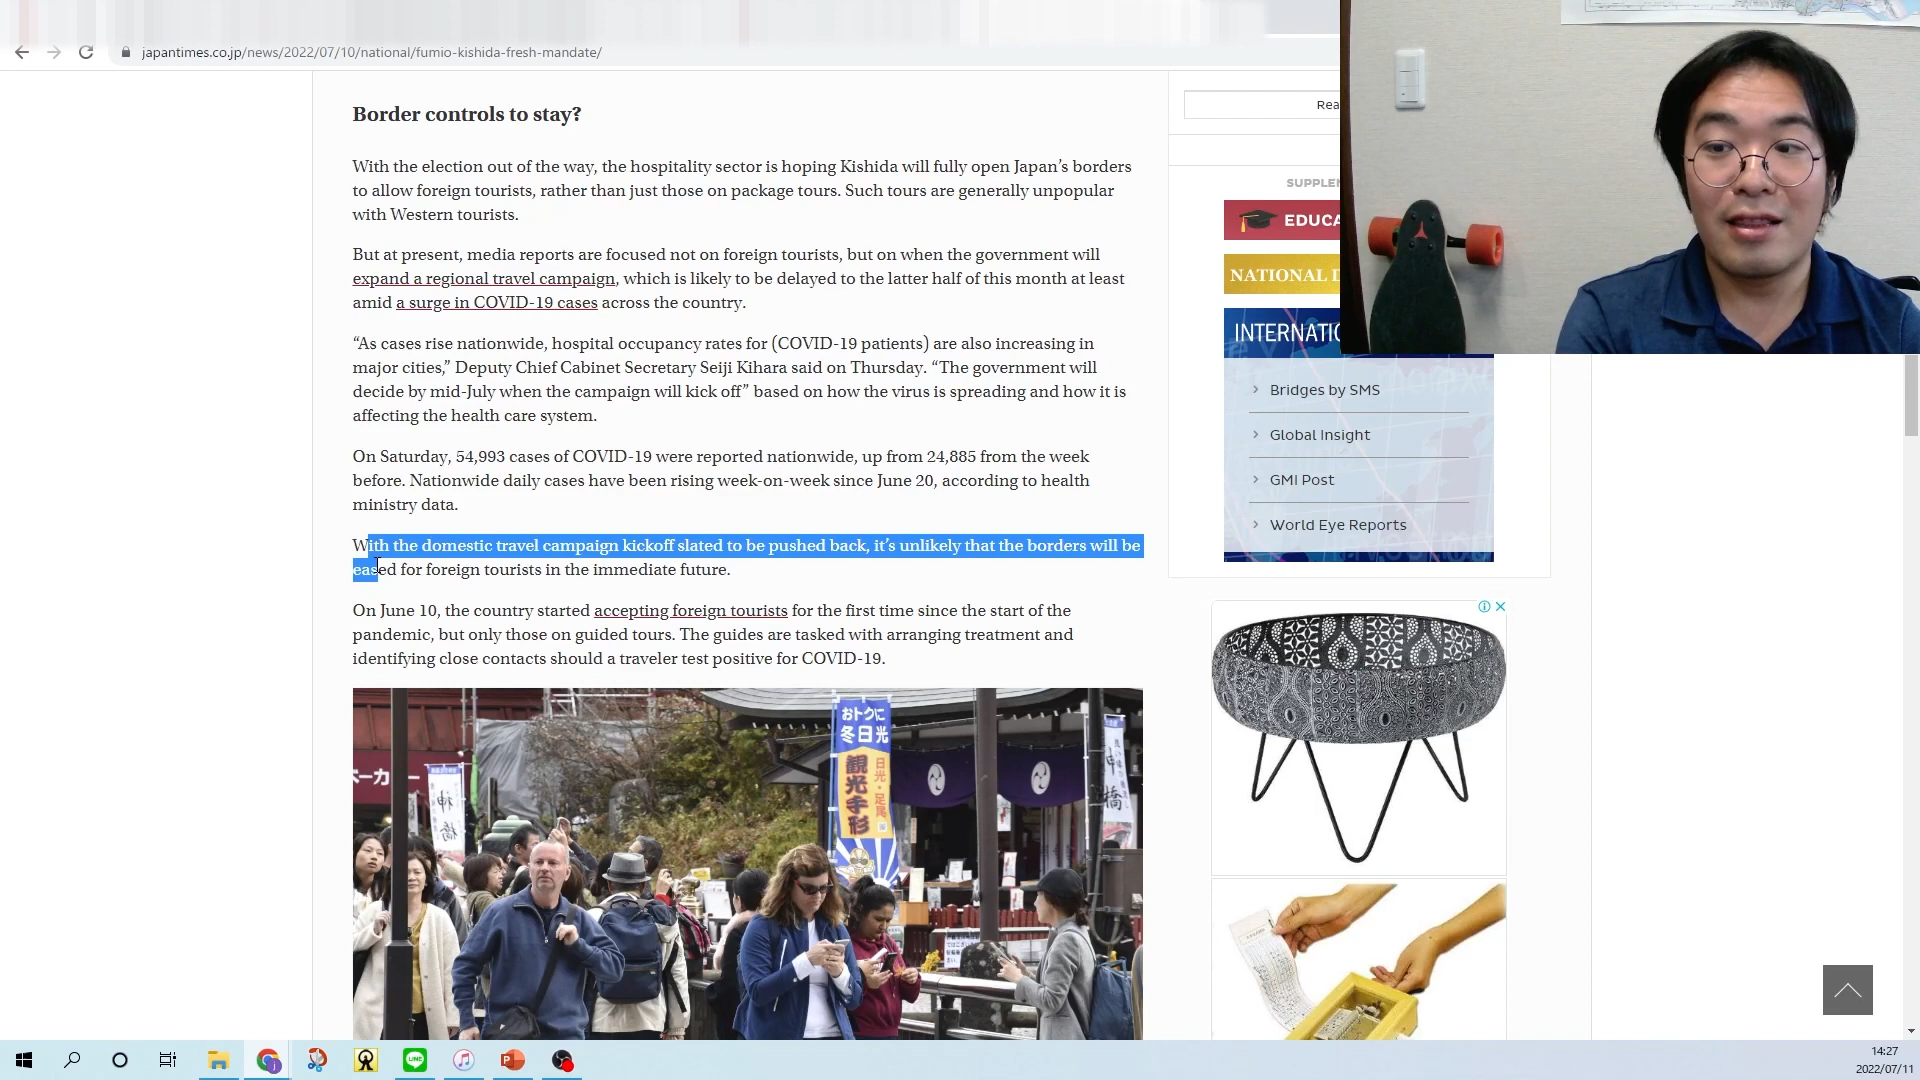 japantimes.co.jp/news/2022/07/10/national/fumio-kishida-fresh-mandate/
Border controls to stay?
With the election out of the way, the hospitality sector is hoping Kishida will fully open Japan’s borders
to allow foreign tourists, rather than just those on package tours. Such tours are generally unpopular
with Western tourists.
But at present, media reports are focused not on foreign tourists, but on when the government will
expand a regional travel campaign, which is likely to be delayed to the latter half of this month at least
amid a surge in COVID-19 cases across the country.
“As cases rise nationwide, hospital occupancy rates for (COVID-19 patients) are also increasing in
major cities,” Deputy Chief Cabinet Secretary Seiji Kihara said on Thursday. “The government will
decide by mid-July when the campaign will kick off” based on how the virus is spreading and how it is
affecting the health care system.
On Saturday, 54,993 cases of COVID-19 were reported nationwide, up from 24,885 from the week
before. Nationwide daily cases have been rising week-on-week since June 20, according to health
ministry data.
With the domestic travel campaign kickoff slated to be pushed back, it’s unlikely that the borders will be
eased for foreign tourists in the immediate future.
On June 10, the country started accepting foreign tourists for the first time since the start of the
pandemic, but only those on guided tours. The guides are tasked with arranging treatment and
identifying close contacts should a traveler test positive for COVID-19.
おトクに
冬日光
日光・足尾
観光手形
神橋
ベーカー
Rea
SUPPLE
EDUCA
NATIONAL D
INTERNATIO
Bridges by SMS
Global Insight
GMI Post
World Eye Reports
LINE
P
14:27
2022/07/11